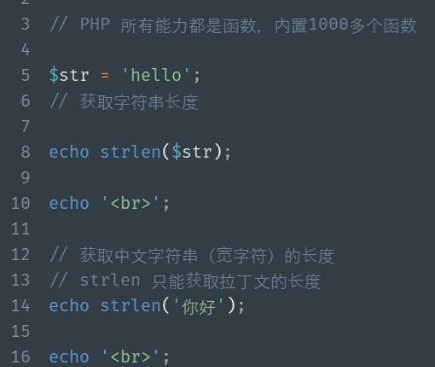 3 // PHP 所有能力都是函数，内置1000多个函数
4
5 $str = 'hello';
6 // 获取字符串长度
7
8 echo strlen($str);
9
10 echo '<br>';
11
12 // 获取中文字符串（宽字符）的长度
13 // strlen 只能获取拉丁文的长度
14 echo strlen('你好');
15
16 echo '<br>';